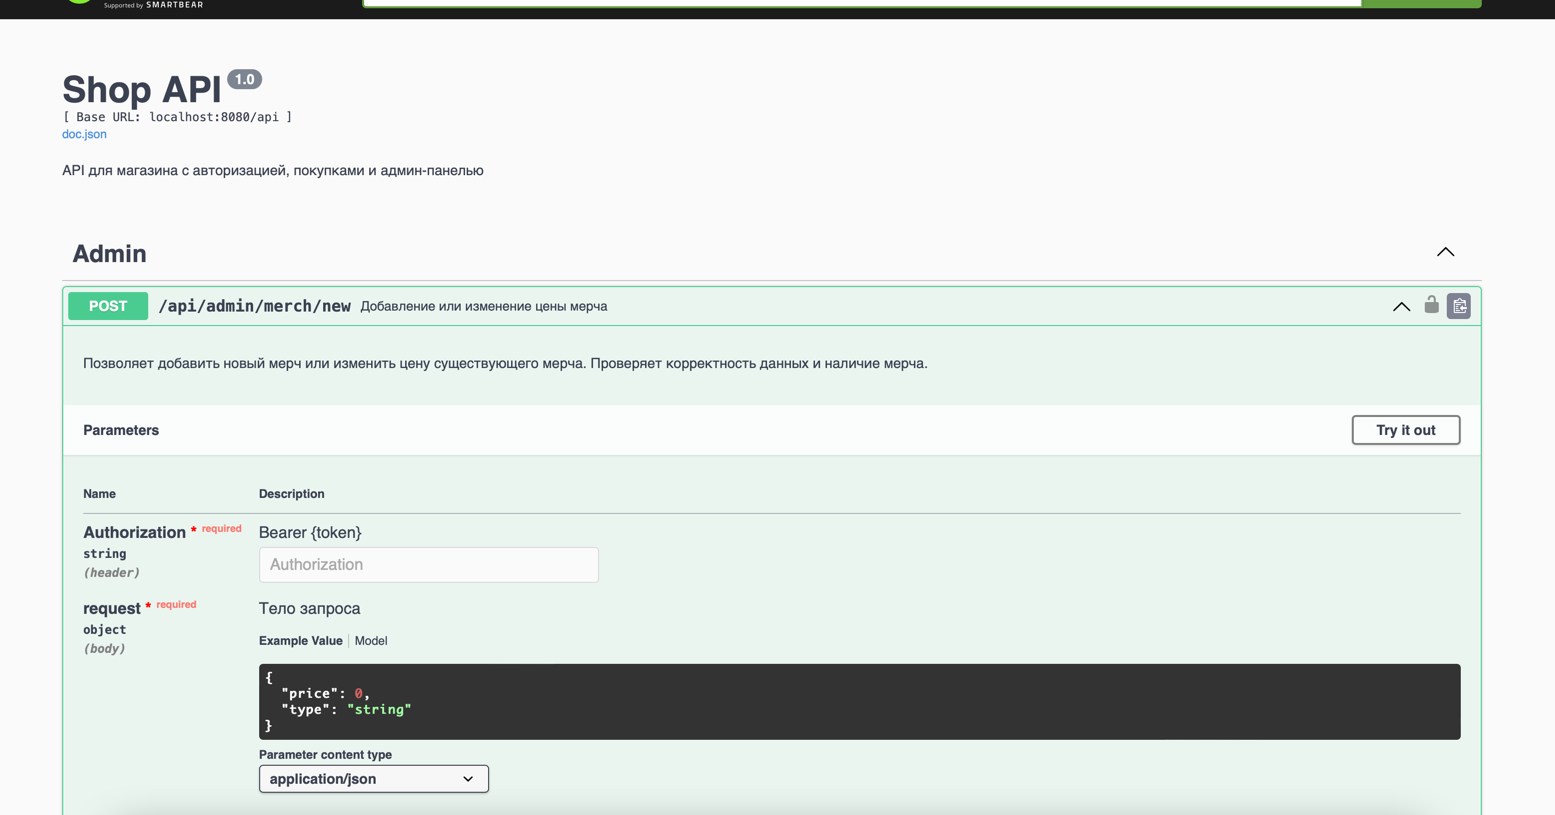 Supported by SMARTBEAR
Shop API 1.0
[ Base URL: localhost:8080/api ]
doc.json
API для магазина с авторизацией, покупками и админ-панелью
Admin
POST /api/admin/merch/new Добавление или изменение цены мерча
Позволяет добавить новый мерч или изменить цену существующего мерча. Проверяет корректность данных и наличие мерча.
Parameters Try it out
Name Description
Authorization * required Bearer {token}
string
(header)
Authorization
request * required Тело запроса
object
(body)
Example Value Model
{
"price": 0,
"type": "string"
}
Parameter content type
application/json